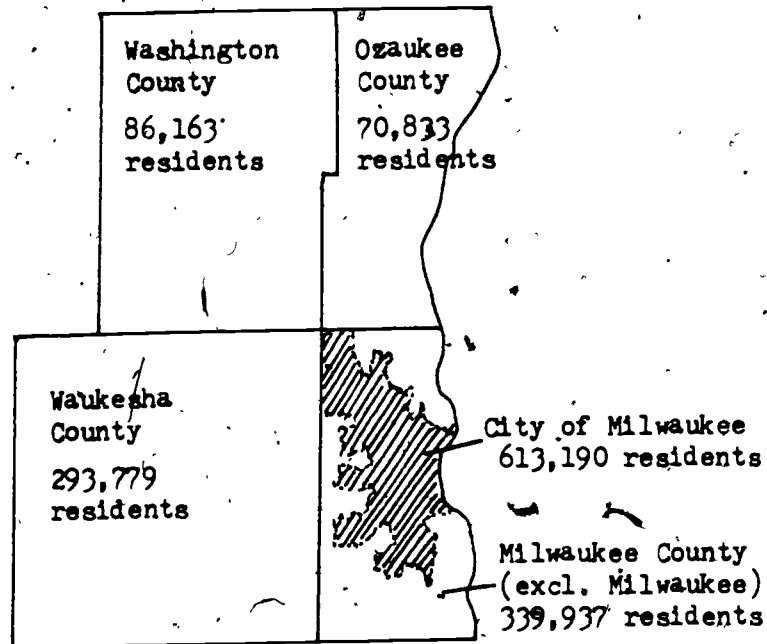 Washington
County
86,163
residents
Ozaukee
County
70,833
residents
Waukesha
County
293,779
residents
City of Milwaukee
613,190 residents
Milwaukee County
(excl. Milwaukee)
339,937 residents